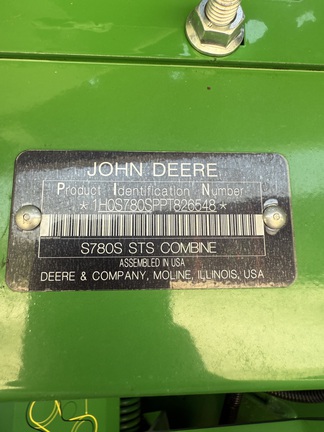 JOHN DEERE
Product Identification Number
*1H0S780SPPT826548*
S780S STS COMBINE
ASSEMBLED IN USA
DEERE & COMPANY, MOLINE, ILLINOIS, USA